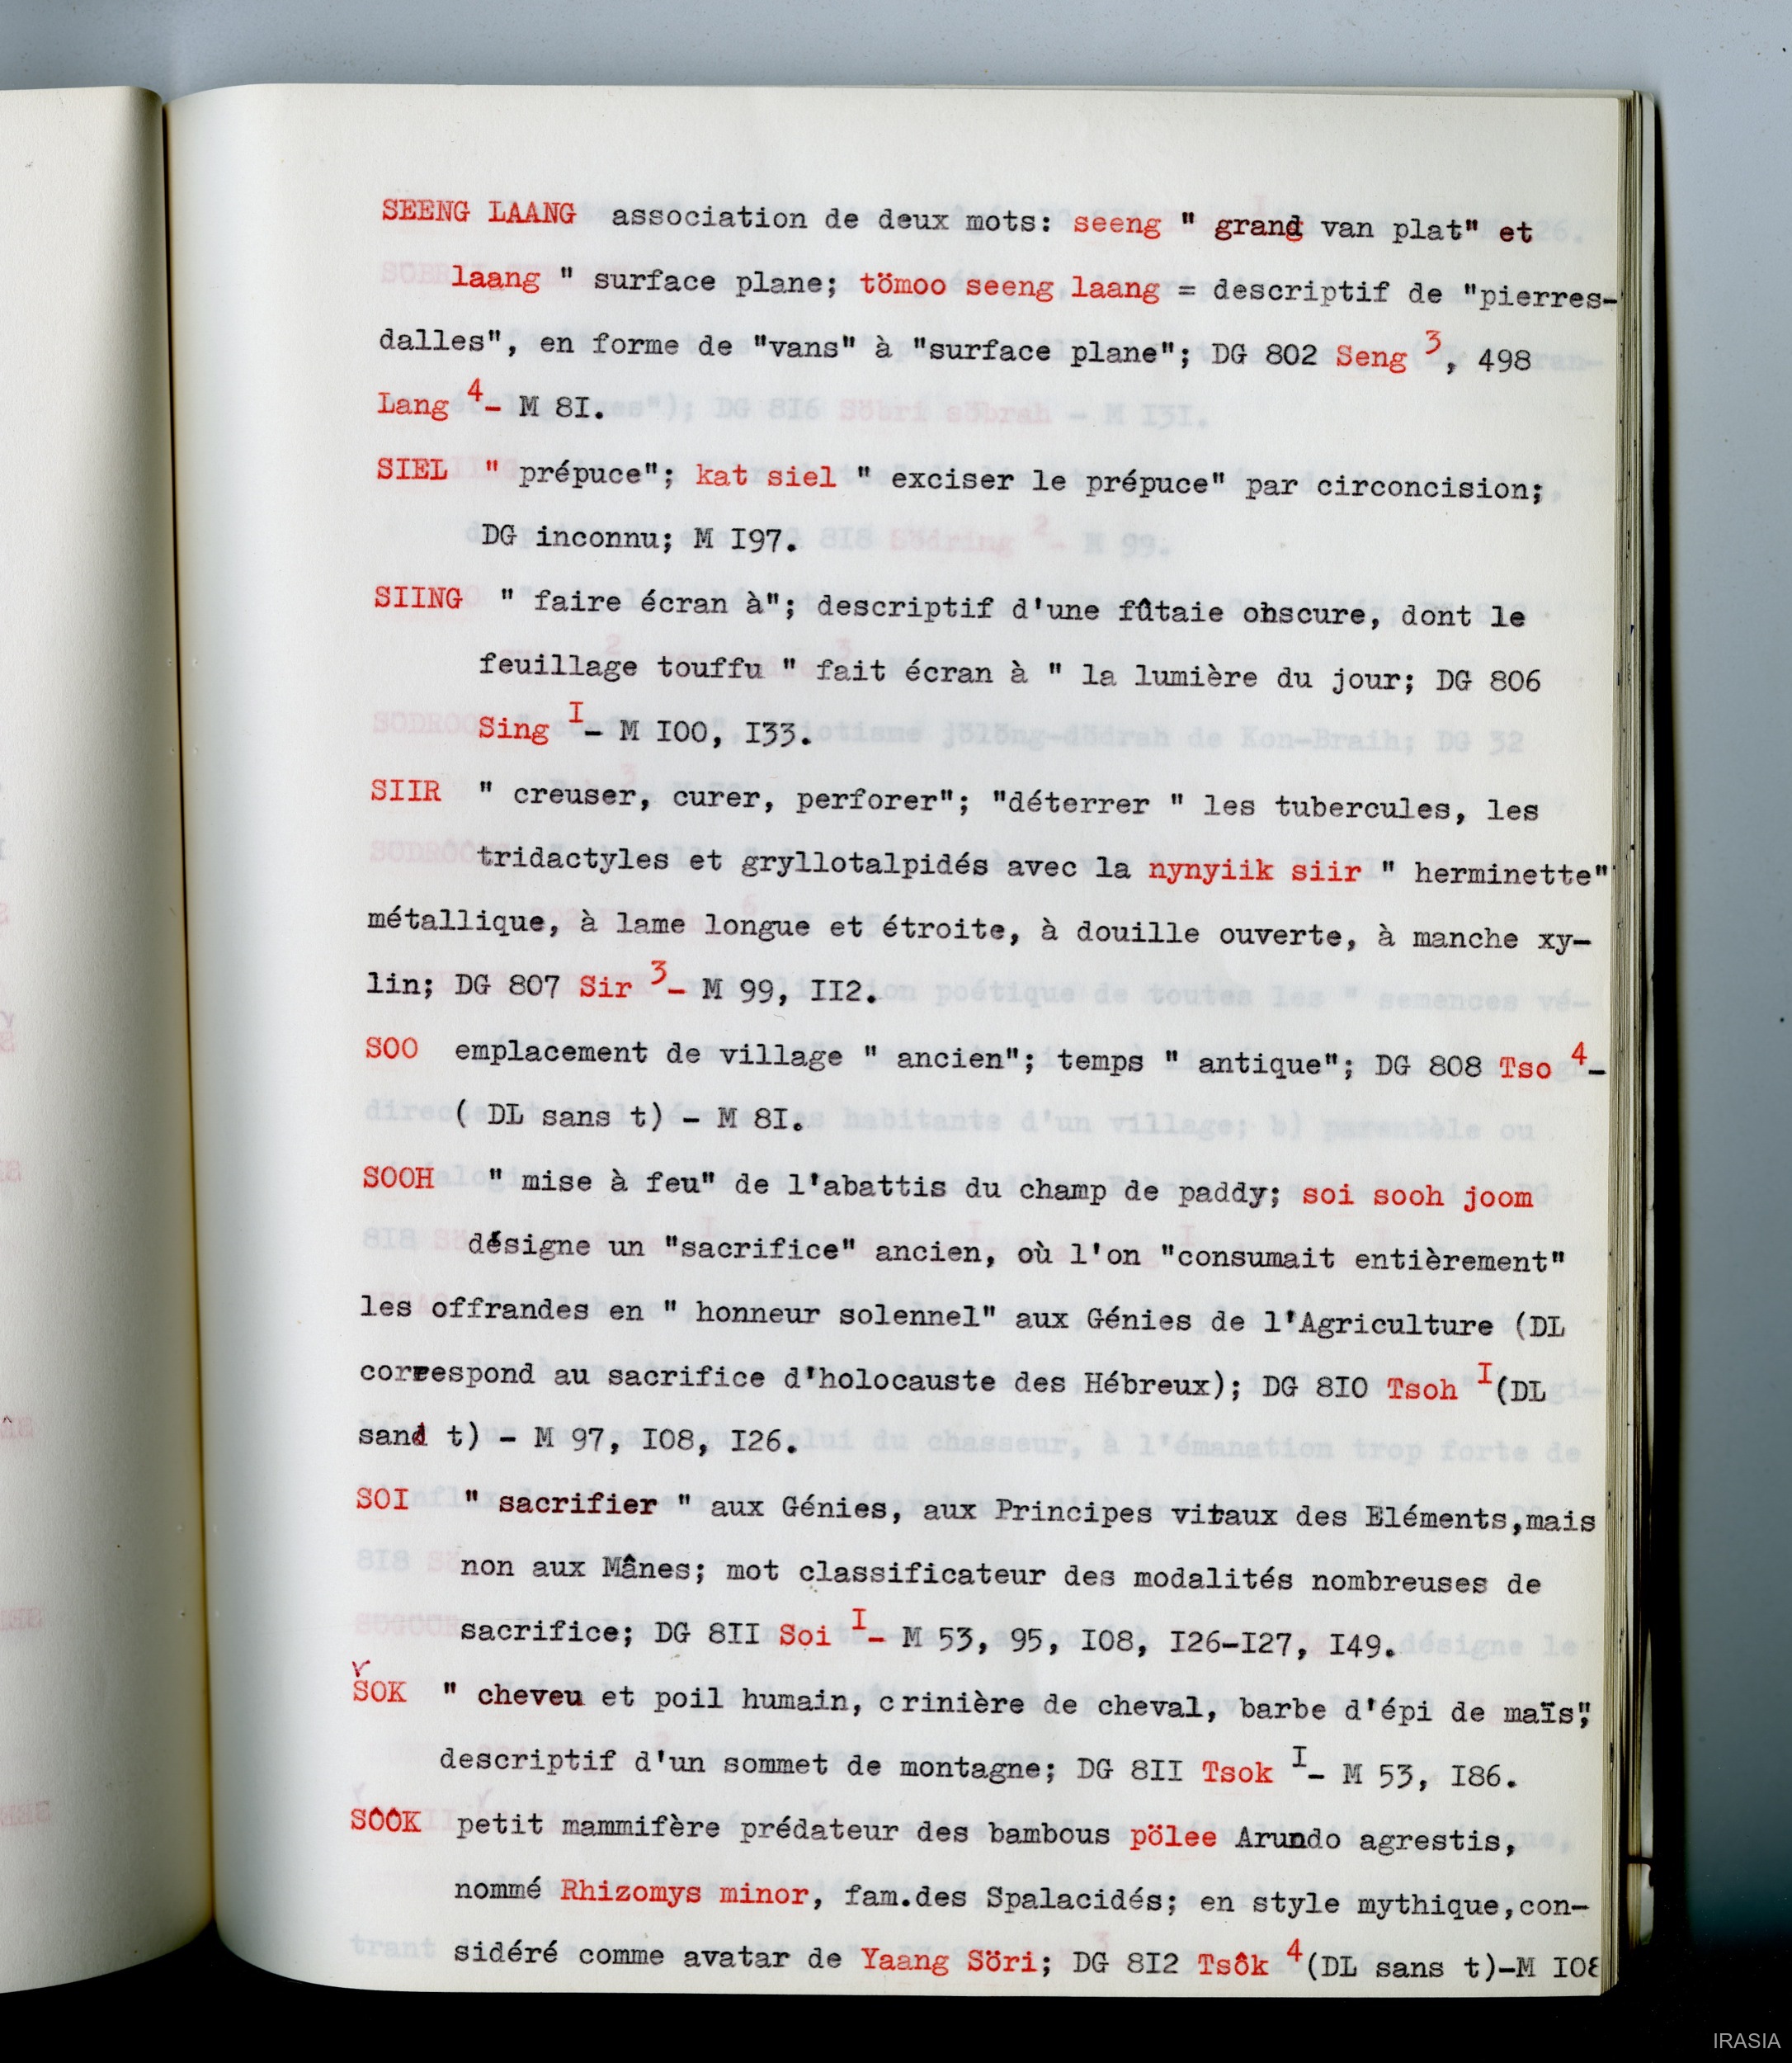 SEENG LAANG association de deux mots: seeng " grand van plat" et
laang " surface plane; tömoo seeng laang = descriptif de "pierres-
dalles", en forme de "vans" à "surface plane"; DG 802 Seng 3, 498
Lang 4- M 8I.
SIEL " prépuce"; kat siel " exciser le prépuce" par circoncision;
DG inconnu; M I97.
SIING " faire écran à"; descriptif d'une fûtaie obscure, dont le
feuillage touffu " fait écran à " la lumière du jour; DG 806
Sing I- M I00, I33.
SIIR " creuser, curer, perforer"; "déterrer " les tubercules, les
tridactyles et gryllotalpidés avec la nynyiik siir " herminette"
métallique, à lame longue et étroite, à douille ouverte, à manche xy-
lin; DG 807 Sir 3- M 99, II2.
SOO emplacement de village " ancien"; temps " antique"; DG 808 Tso 4-
( DL sans t) - M 8I.
SOOH " mise à feu" de l'abattis du champ de paddy; soi sooh joom
désigne un "sacrifice" ancien, où l'on "consumait entièrement"
les offrandes en " honneur solennel" aux Génies de l'Agriculture (DL
correspond au sacrifice d'holocauste des Hébreux); DG 8I0 Tsoh I(DL
sand t) - M 97, I08, I26.
SOI " sacrifier " aux Génies, aux Principes vitaux des Eléments,mais
non aux Mânes; mot classificateur des modalités nombreuses de
sacrifice; DG 8II Soi I- M 53, 95, I08, I26-I27, I49.
SOK " cheveu et poil humain, crinière de cheval, barbe d'épi de maïs";
descriptif d'un sommet de montagne; DG 8II Tsok I- M 53, I86.
SÔÔK petit mammifère prédateur des bambous pölee Arundo agrestis,
nommé Rhizomys minor, fam.des Spalacidés; en style mythique,con-
sidéré comme avatar de Yaang Söri; DG 8I2 Tsôk 4(DL sans t)-M I08
IRASIA